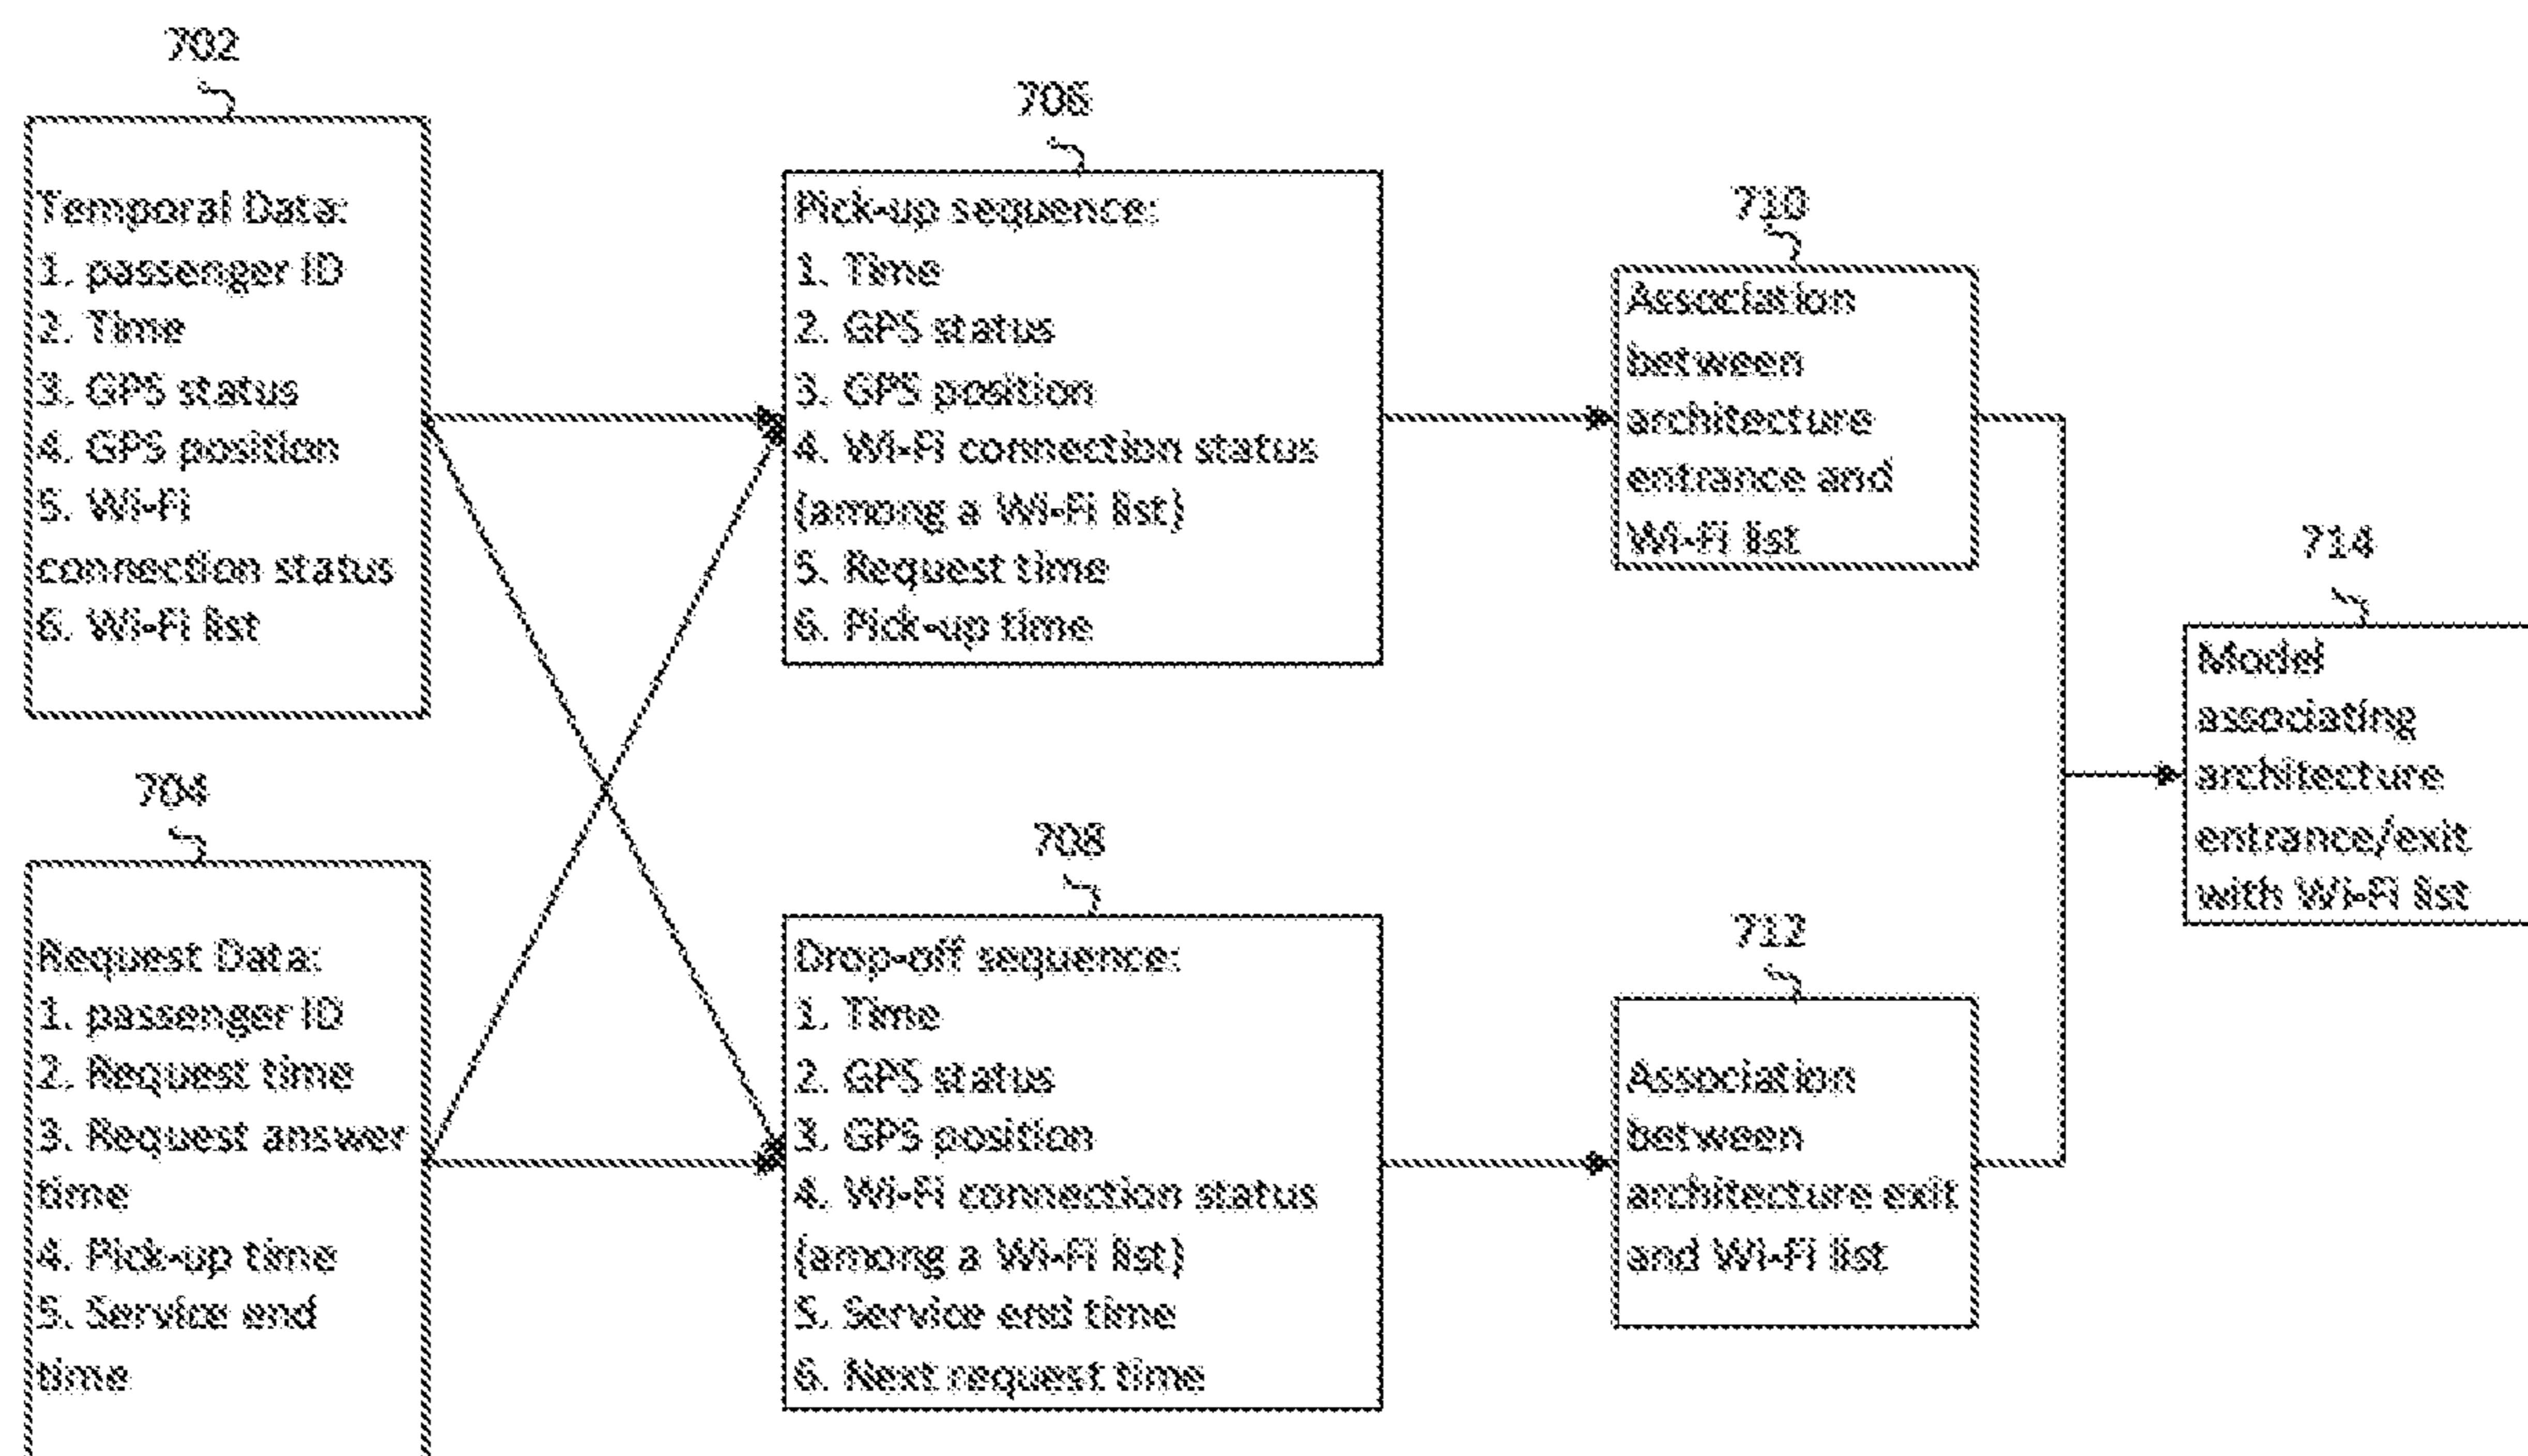 702
Temporal Data:
1. passenger ID
2. Time
3. GPS status
4. GPS position
5. Wi-Fi
connection status
6. Wi-Fi list
704
Request Data:
1. passenger ID
2. Request time
3. Request answer
time
4. Pick-up time
5. Service end
time
706
Pick-up sequence:
1. Time
2. GPS status
3. GPS position
4. Wi-Fi connection status
(among a Wi-Fi list)
5. Request time
6. Pick-up time
708
Drop-off sequence:
1. Time
2. GPS status
3. GPS position
4. Wi-Fi connection status
(among a Wi-Fi list)
5. Service end time
6. Next request time
710
Association
between
architecture
entrance and
Wi-Fi list
712
Association
between
architecture exit
and Wi-Fi list
714
Model
associating
architecture
entrance/exit
with Wi-Fi list